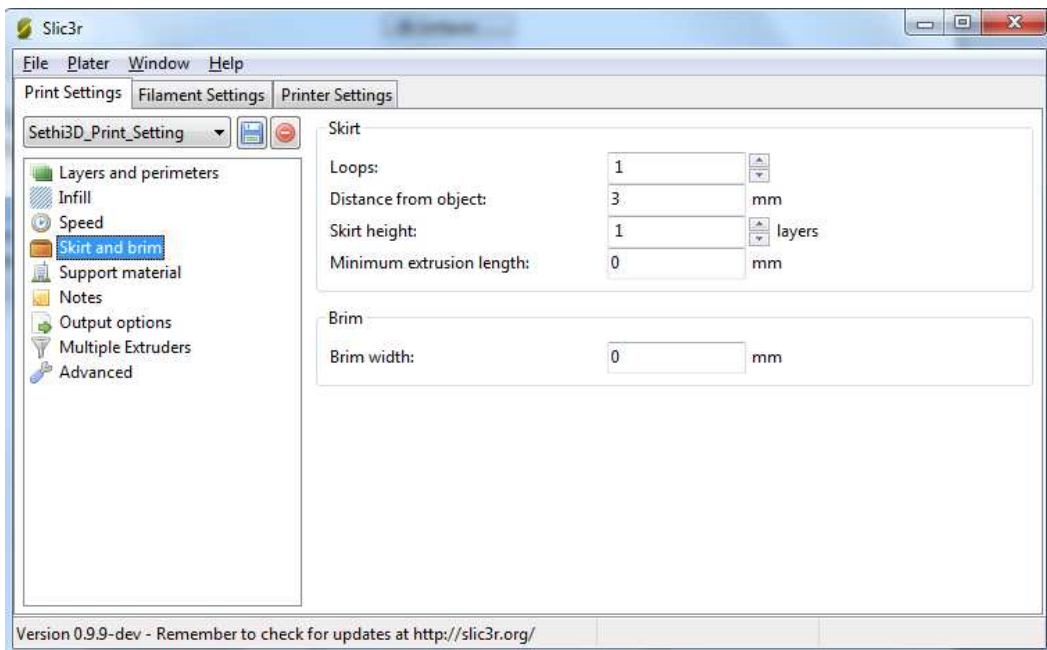 Slic3r
File Plater Window Help
Print Settings Filament Settings Printer Settings
Sethi3D_Print_Setting
Layers and perimeters
Infill
Speed
Skirt and brim
Support material
Notes
Output options
Multiple Extruders
Advanced
Skirt
Loops: 1
Distance from object: 3 mm
Skirt height: 1 layers
Minimum extrusion length: 0 mm
Brim
Brim width: 0 mm
Version 0.9.9-dev - Remember to check for updates at http://slic3r.org/